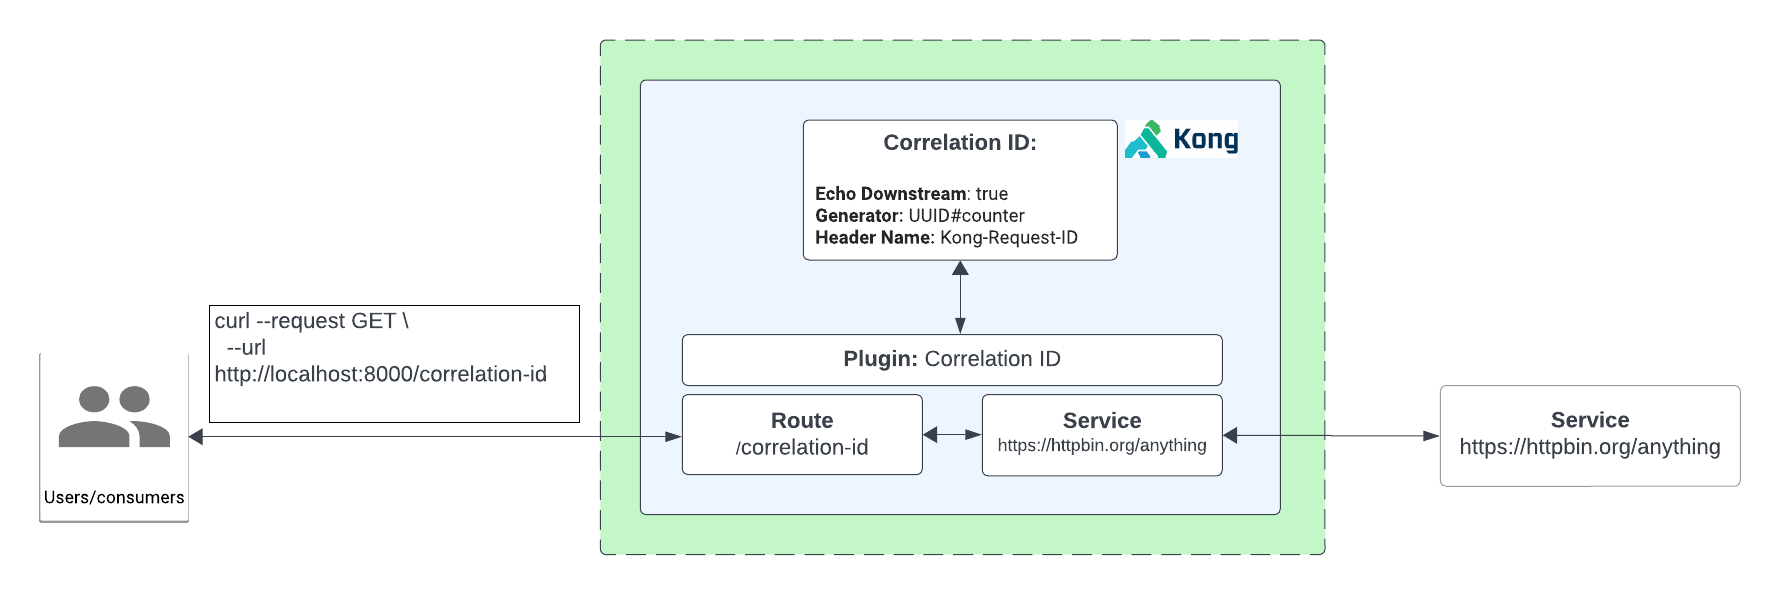 Correlation ID:
Kong
Echo Downstream: true
Generator: UUID#counter
Header Name: Kong-Request-ID
curl --request GET \
--url
http://localhost:8000/correlation-id
Plugin: Correlation ID
Users/consumers
Route
/correlation-id
Service
https://httpbin.org/anything
Service
https://httpbin.org/anything